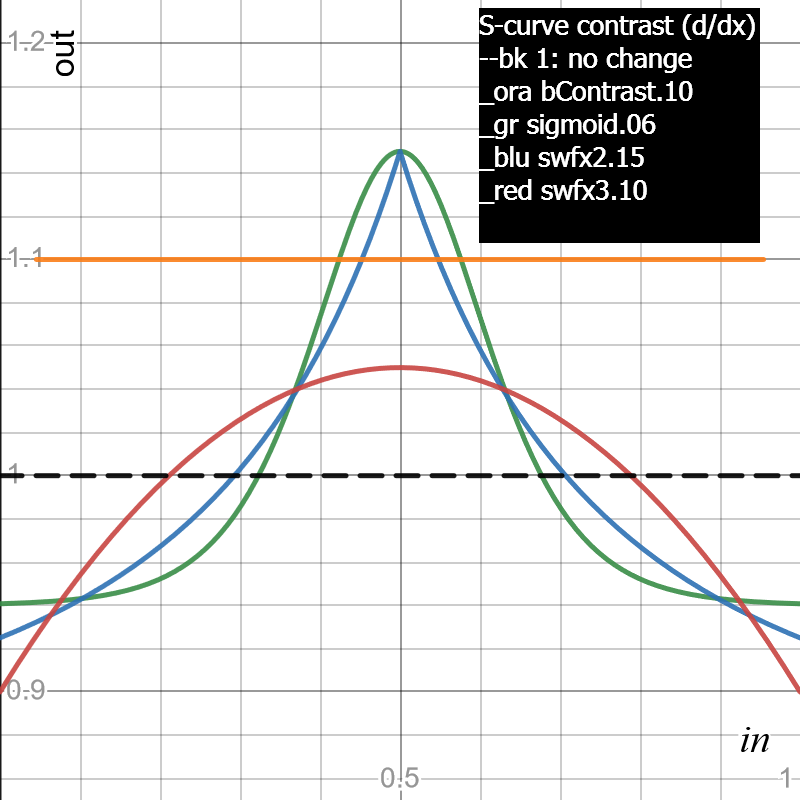 S-curve contrast (d/dx)
--bk 1: no change
_ora bContrast.10
_gr sigmoid.06
_blu swfx2.15
_red swfx3.10
1.2
out
1.1
1
0.9
in
0.5
1